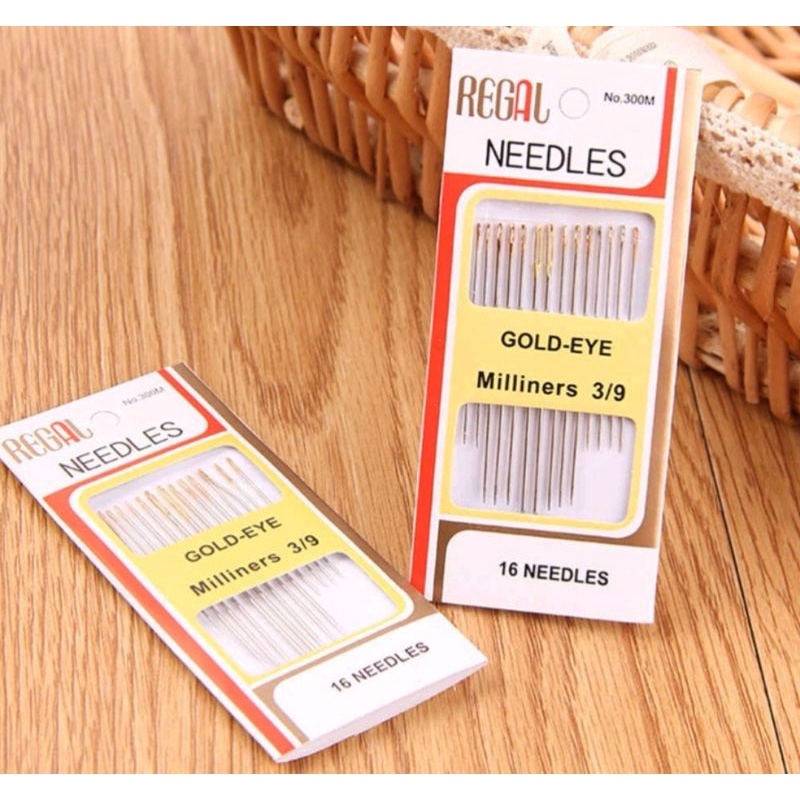 REGAL
No.300M
NEEDLES
GOLD-EYE
Milliners 3/9
16 NEEDLES
REGAL
No.300M
NEEDLES
GOLD-EYE
Milliners 3/9
16 NEEDLES